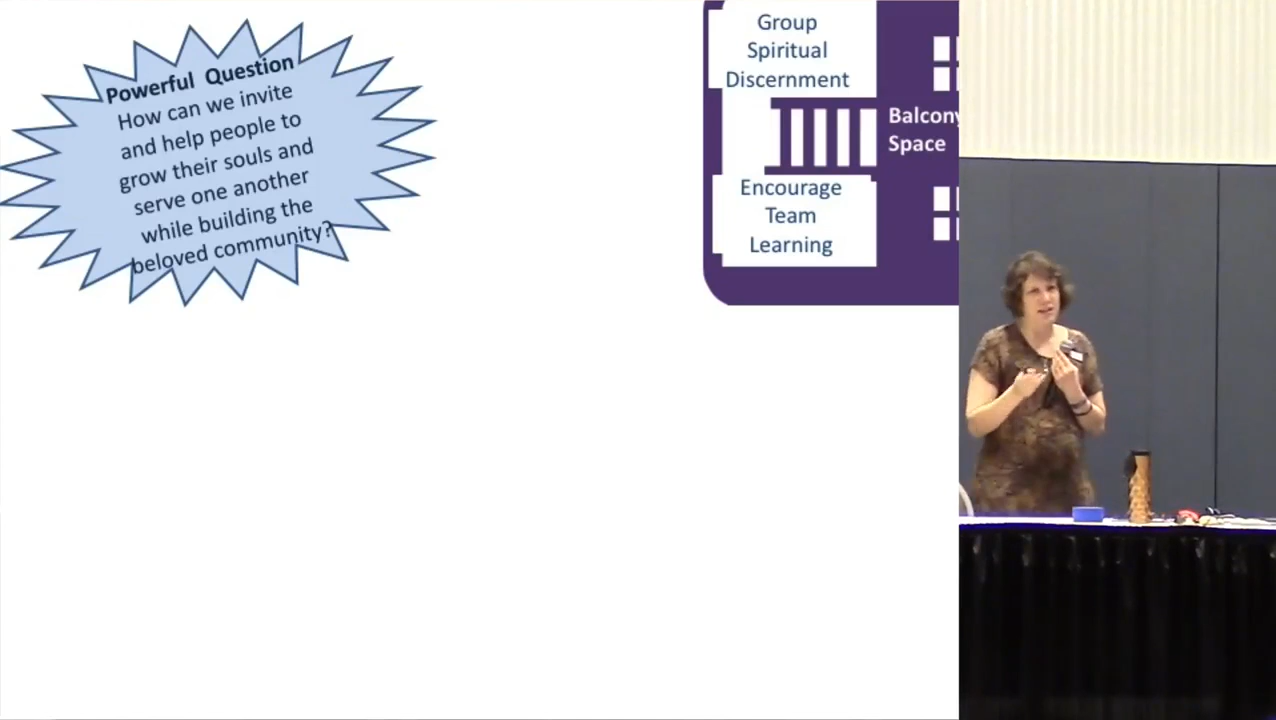 Powerful Question
How can we invite
and help people to
grow their souls and
serve one another
while building the
beloved community?
Group
Spiritual
Discernment
Balcony
Space
Encourage
Team
Learning